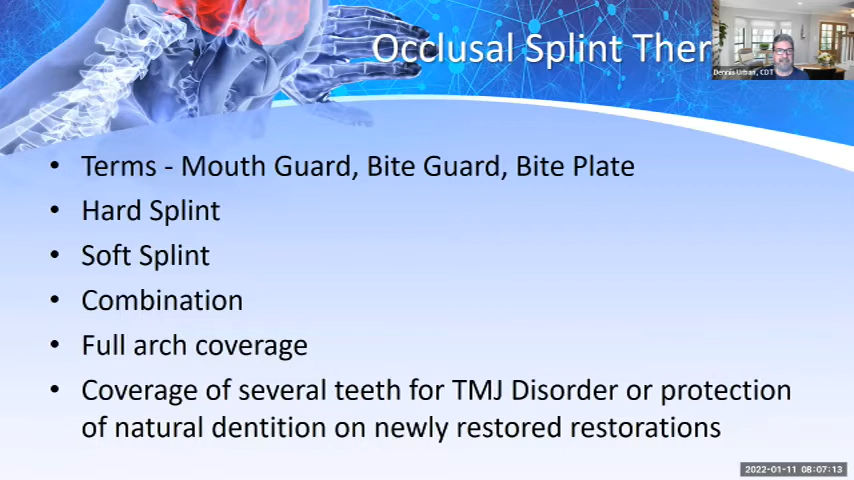 Occlusal Splint Ther
Dennis Urban, CDT
• Terms - Mouth Guard, Bite Guard, Bite Plate
• Hard Splint
• Soft Splint
• Combination
• Full arch coverage
• Coverage of several teeth for TMJ Disorder or protection
of natural dentition on newly restored restorations
2022-01-11 08:07:13